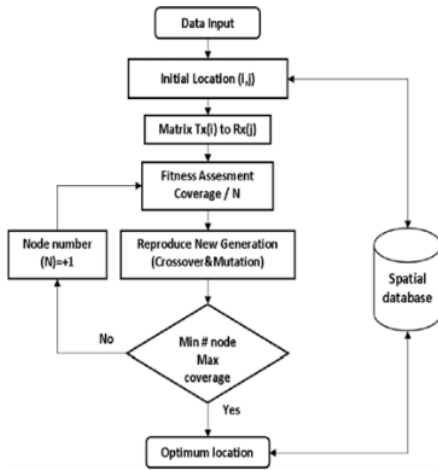 Data Input
Initial Location (i,j)
Matrix Tx(i) to Rx(j)
Fitness Assesment
Coverage / N
Node number
(N)=+1
Reproduce New Generation
(Crossover&Mutation)
Spatial
database
No
Min # node
Max
coverage
Yes
Optimum location